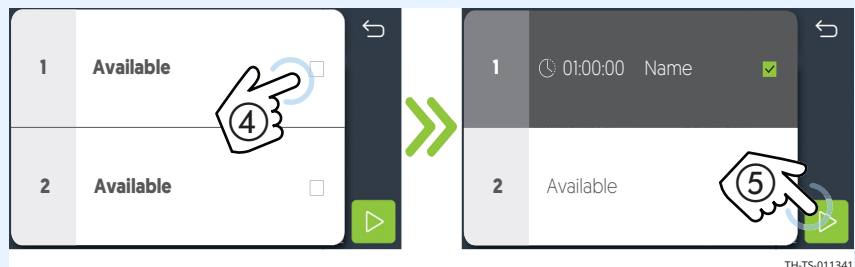 1 Available
④
2 Available
1 01:00:00 Name
2 Available
⑤
TH-TS-011341